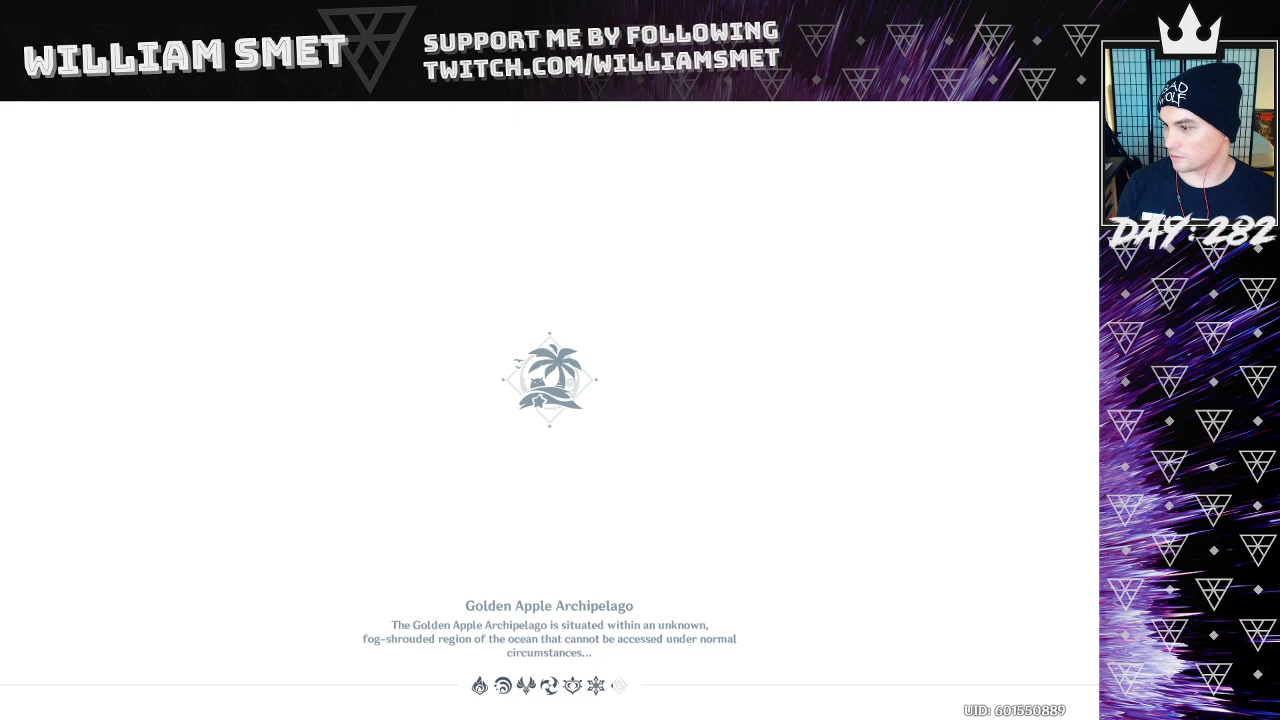 WILLIAM SMET
SUPPORT ME BY FOLLOWING
TWITCH.COM/WILLIAMSMET
BAD
WOLF
DAY: 282
Golden Apple Archipelago
The Golden Apple Archipelago is situated within an unknown,
fog-shrouded region of the ocean that cannot be accessed under normal
circumstances...
UID: 601550889